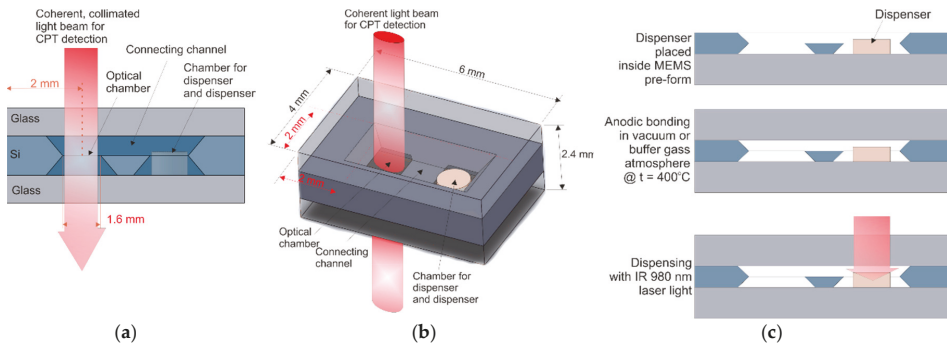 Coherent, collimated
light beam for
CPT detection
Connecting channel
2 mm
Optical
chamber
Chamber for
dispenser
and dispenser
Glass
Si
Glass
1.6 mm
(a)
Coherent light beam
for CPT detection
6 mm
4 mm
2 mm
2.4 mm
2 mm
Optical
chamber
Connecting
channel
Chamber for
dispenser
and dispenser
(b)
Dispenser
Dispenser
placed
inside MEMS
pre-form
Anodic bonding
in vacuum or
buffer gass
atmosphere
@ t = 400°C
Dispensing
with IR 980 nm
laser light
(c)